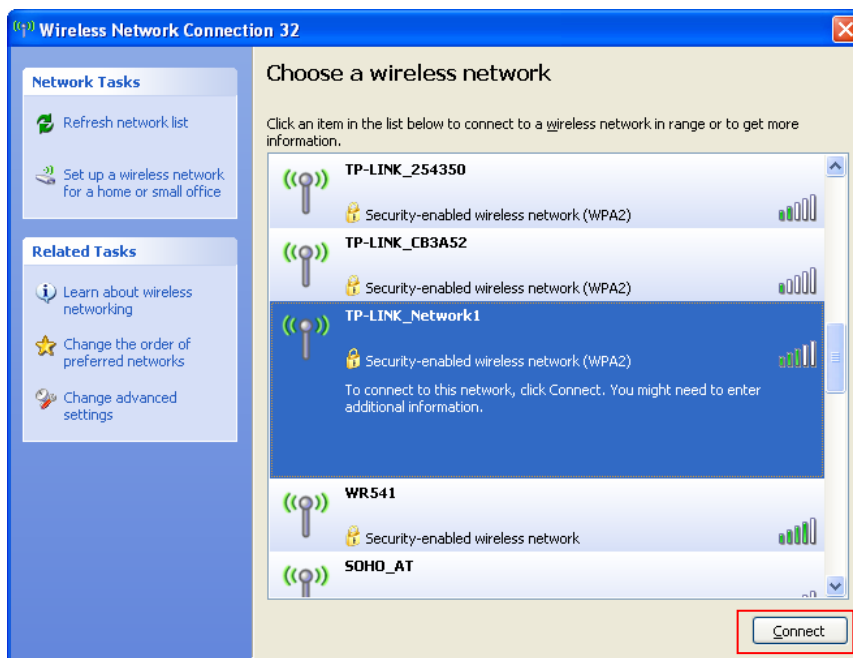 Wireless Network Connection 32
Network Tasks
Refresh network list
Set up a wireless network
for a home or small office
Related Tasks
Learn about wireless
networking
Change the order of
preferred networks
Change advanced
settings
Choose a wireless network
Click an item in the list below to connect to a wireless network in range or to get more
information.
TP-LINK_254350
Security-enabled wireless network (WPA2)
TP-LINK_CB3A52
Security-enabled wireless network (WPA2)
TP-LINK_Network1
Security-enabled wireless network (WPA2)
To connect to this network, click Connect. You might need to enter
additional information.
WR541
Security-enabled wireless network
SOHO_AT
Connect